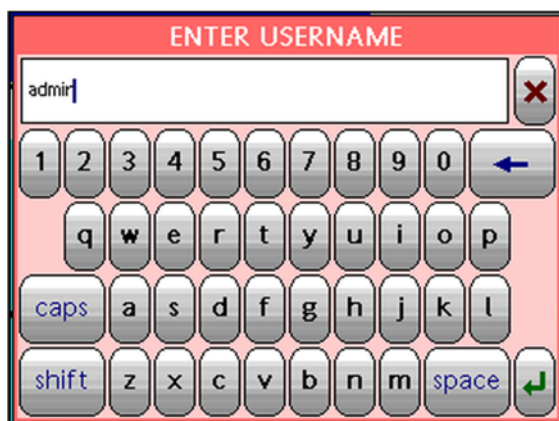 ENTER USERNAME
admin
1 2 3 4 5 6 7 8 9 0
q w e r t y u i o p
caps a s d f g h j k l
shift z x c v b n m space